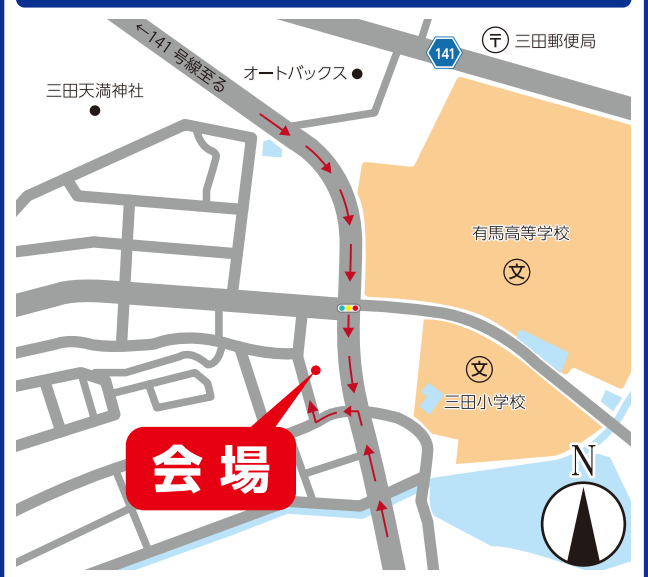 ←141号線至る
141
〒 三田郵便局
オートバックス
三田天満神社
有馬高等学校
文
文
三田小学校
会場
N